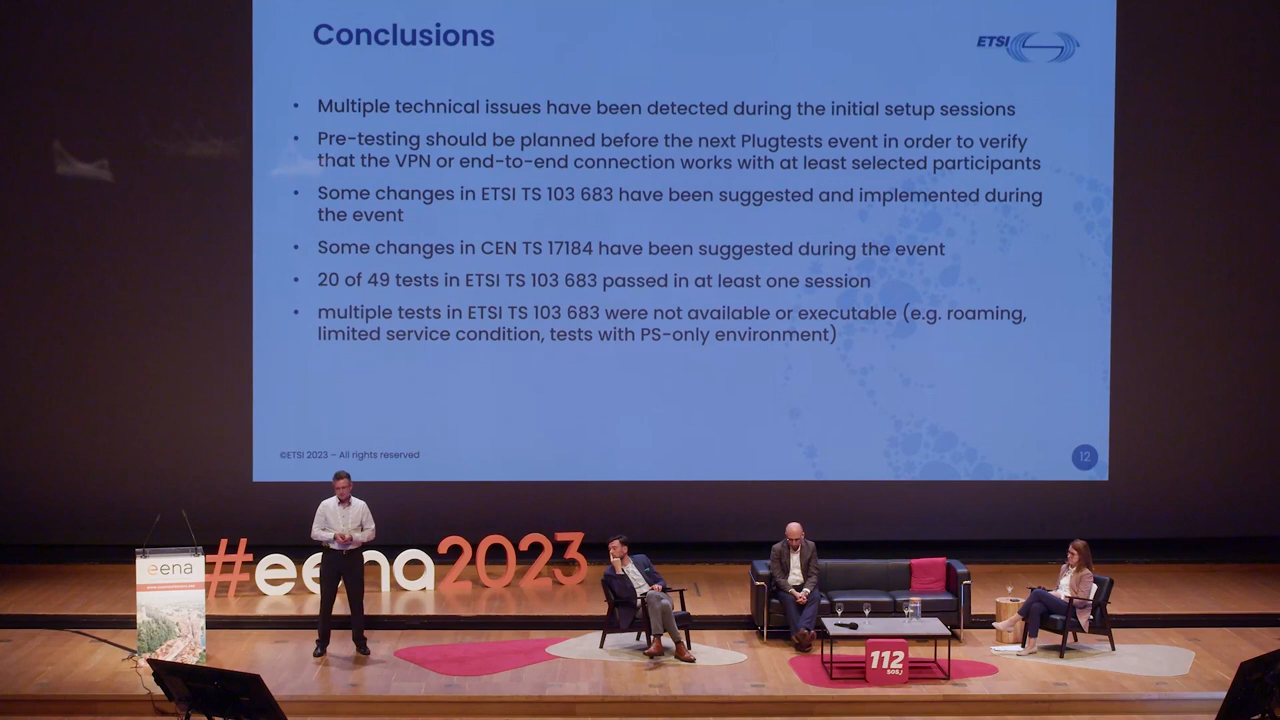 Conclusions
ETSI
• Multiple technical issues have been detected during the initial setup sessions
• Pre-testing should be planned before the next Plugtests event in order to verify
that the VPN or end-to-end connection works with at least selected participants
• Some changes in ETSI TS 103 683 have been suggested and implemented during
the event
• Some changes in CEN TS 17184 have been suggested during the event
• 20 of 49 tests in ETSI TS 103 683 passed in at least one session
• multiple tests in ETSI TS 103 683 were not available or executable (e.g. roaming,
limited service condition, tests with PS-only environment)
©ETSI 2023 – All rights reserved
12
eena
#eena2023
112
SOS